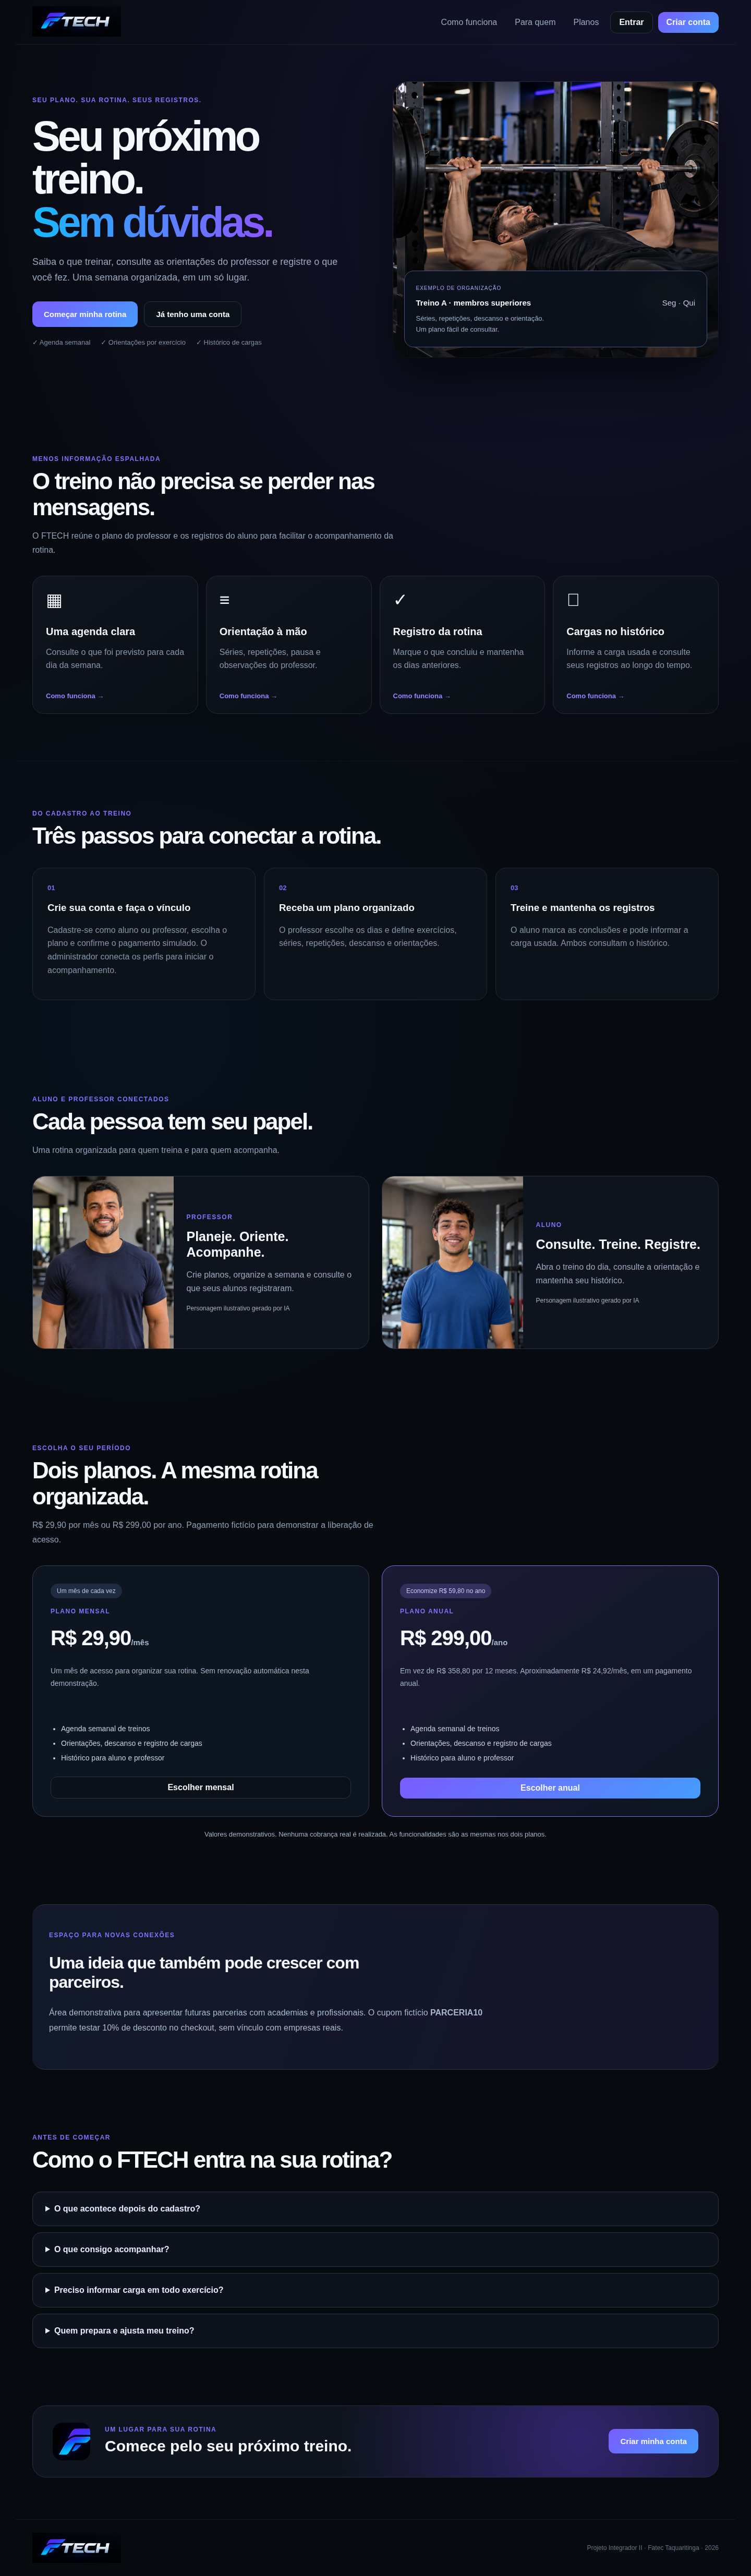 FTECH
Como funciona
Para quem
Planos
Entrar
Criar conta
SEU PLANO. SUA ROTINA. SEUS REGISTROS.
Seu próximo
treino.
Sem dúvidas.
Saiba o que treinar, consulte as orientações do professor e registre o que
você fez. Uma semana organizada, em um só lugar.
Começar minha rotina
Já tenho uma conta
✓ Agenda semanal
✓ Orientações por exercício
✓ Histórico de cargas
EXEMPLO DE ORGANIZAÇÃO
Treino A · membros superiores
Seg · Qui
Séries, repetições, descanso e orientação.
Um plano fácil de consultar.
MENOS INFORMAÇÃO ESPALHADA
O treino não precisa se perder nas
mensagens.
O FTECH reúne o plano do professor e os registros do aluno para facilitar o acompanhamento da
rotina.
Uma agenda clara
Consulte o que foi previsto para cada
dia da semana.
Como funciona →
Orientação à mão
Séries, repetições, pausa e
observações do professor.
Como funciona →
Registro da rotina
Marque o que concluiu e mantenha
os dias anteriores.
Como funciona →
Cargas no histórico
Informe a carga usada e consulte
seus registros ao longo do tempo.
Como funciona →
DO CADASTRO AO TREINO
Três passos para conectar a rotina.
01
Crie sua conta e faça o vínculo
Cadastre-se como aluno ou professor, escolha o
plano e confirme o pagamento simulado. O
administrador conecta os perfis para iniciar o
acompanhamento.
02
Receba um plano organizado
O professor escolhe os dias e define exercícios,
séries, repetições, descanso e orientações.
03
Treine e mantenha os registros
O aluno marca as conclusões e pode informar a
carga usada. Ambos consultam o histórico.
ALUNO E PROFESSOR CONECTADOS
Cada pessoa tem seu papel.
Uma rotina organizada para quem treina e para quem acompanha.
PROFESSOR
Planeje. Oriente.
Acompanhe.
Crie planos, organize a semana e consulte o
que seus alunos registraram.
Personagem ilustrativo gerado por IA
ALUNO
Consulte. Treine. Registre.
Abra o treino do dia, consulte a orientação e
mantenha seu histórico.
Personagem ilustrativo gerado por IA
ESCOLHA O SEU PERÍODO
Dois planos. A mesma rotina
organizada.
R$ 29,90 por mês ou R$ 299,00 por ano. Pagamento fictício para demonstrar a liberação de
acesso.
Um mês de cada vez
PLANO MENSAL
R$ 29,90/mês
Um mês de acesso para organizar sua rotina. Sem renovação automática nesta
demonstração.
• Agenda semanal de treinos
• Orientações, descanso e registro de cargas
• Histórico para aluno e professor
Escolher mensal
Economize R$ 59,80 no ano
PLANO ANUAL
R$ 299,00/ano
Em vez de R$ 358,80 por 12 meses. Aproximadamente R$ 24,92/mês, em um pagamento
anual.
• Agenda semanal de treinos
• Orientações, descanso e registro de cargas
• Histórico para aluno e professor
Escolher anual
Valores demonstrativos. Nenhuma cobrança real é realizada. As funcionalidades são as mesmas nos dois planos.
ESPAÇO PARA NOVAS CONEXÕES
Uma ideia que também pode crescer com
parceiros.
Área demonstrativa para apresentar futuras parcerias com academias e profissionais. O cupom fictício PARCERIA10
permite testar 10% de desconto no checkout, sem vínculo com empresas reais.
ANTES DE COMEÇAR
Como o FTECH entra na sua rotina?
▶ O que acontece depois do cadastro?
▶ O que consigo acompanhar?
▶ Preciso informar carga em todo exercício?
▶ Quem prepara e ajusta meu treino?
UM LUGAR PARA SUA ROTINA
Comece pelo seu próximo treino.
Criar minha conta
FTECH
Projeto Integrador II · Fatec Taquaritinga · 2026